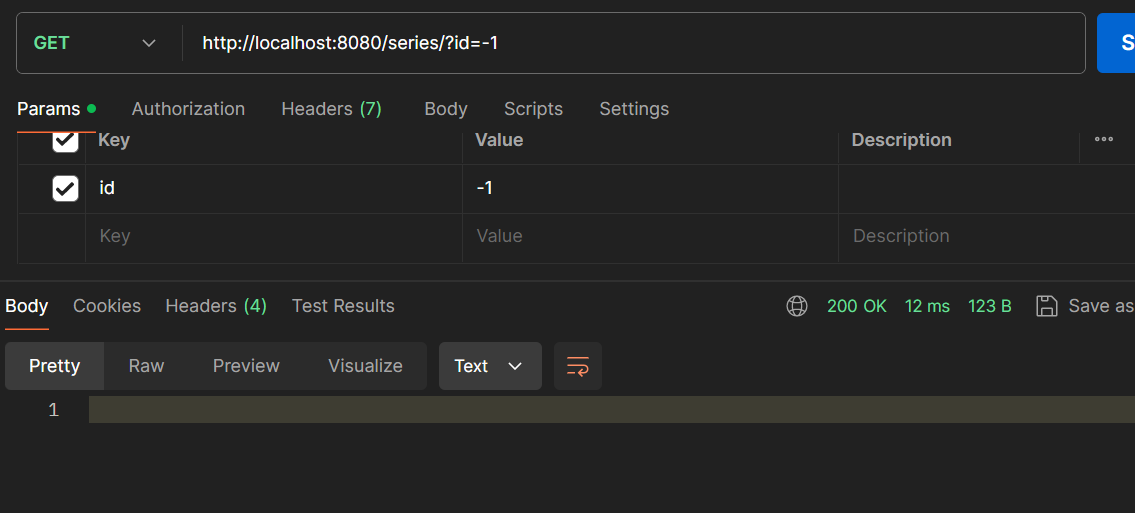 GET http://localhost:8080/series/?id=-1 S
Params Authorization Headers (7) Body Scripts Settings
Key Value Description
id -1
Key Value Description
Body Cookies Headers (4) Test Results 200 OK 12 ms 123 B Save as
Pretty Raw Preview Visualize Text
1